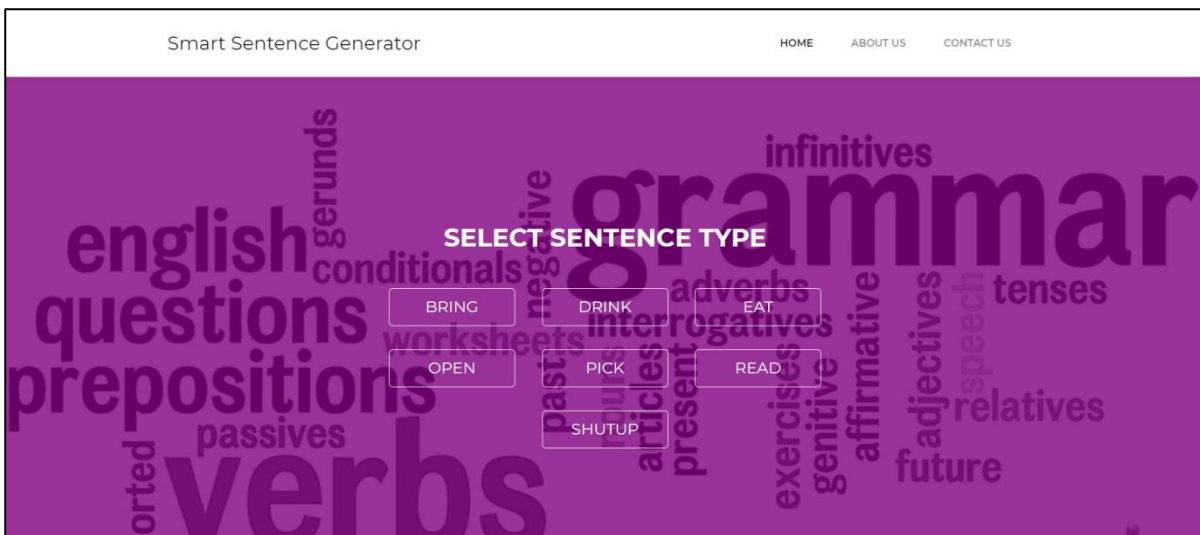 Smart Sentence Generator
HOME ABOUT US CONTACT US
gerunds
infinitives
grammar
english
negative
SELECT SENTENCE TYPE
conditionals
adverbs
tenses
questions
BRING DRINK EAT
interrogatives
worksheets
speech
adjectives
affirmative
prepositions
OPEN PICK READ
past
nouns
articles
present
exercises
genitive
relatives
passives
SHUTUP
future
verbs
orted